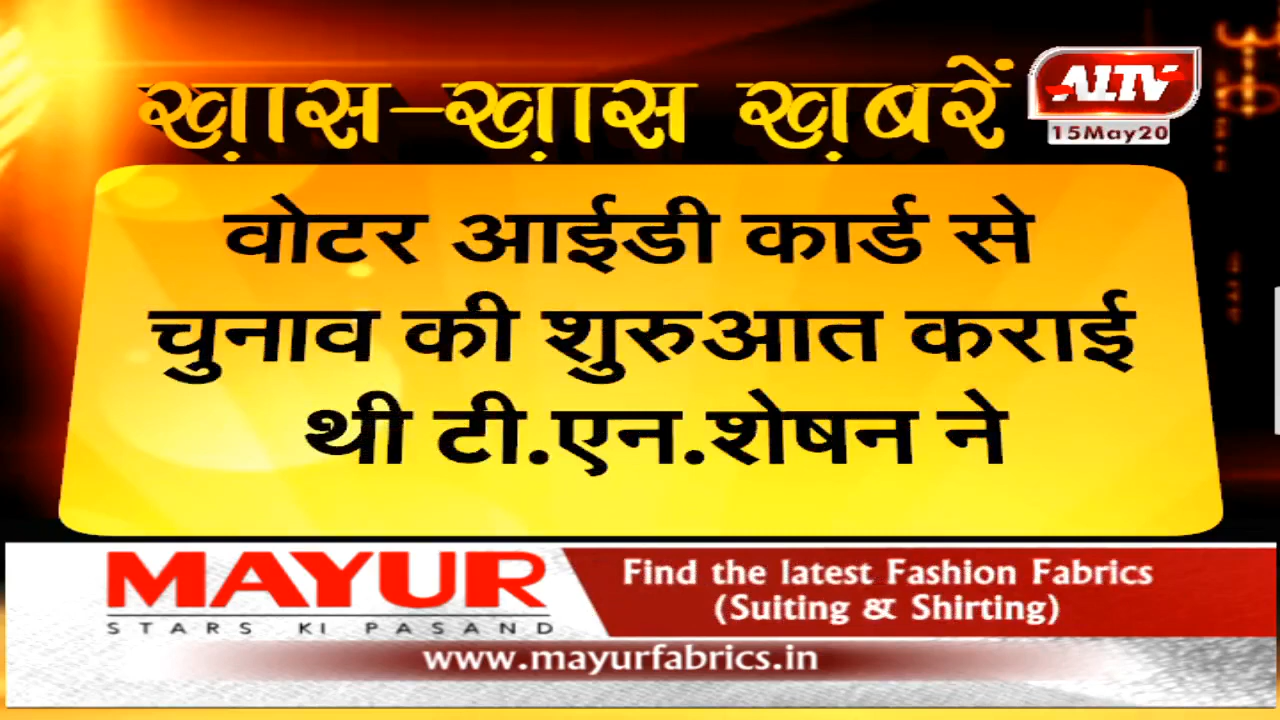 ख़ास-ख़ास ख़बरें
ALTV
15May20
वोटर आईडी कार्ड से
चुनाव की शुरुआत कराई
थी टी.एन.शेषन ने
MAYUR
STARS KI PASAND
Find the latest Fashion Fabrics
(Suiting & Shirting)
www.mayurfabrics.in